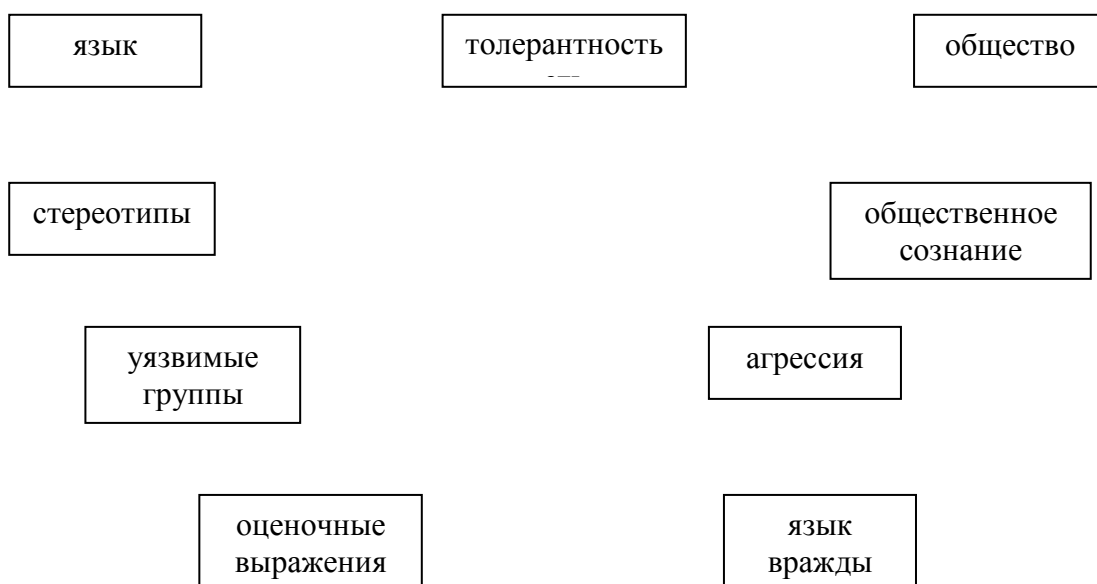 язык
толерантность
общество
стереотипы
общественное
сознание
уязвимые
группы
агрессия
оценочные
выражения
язык
вражды